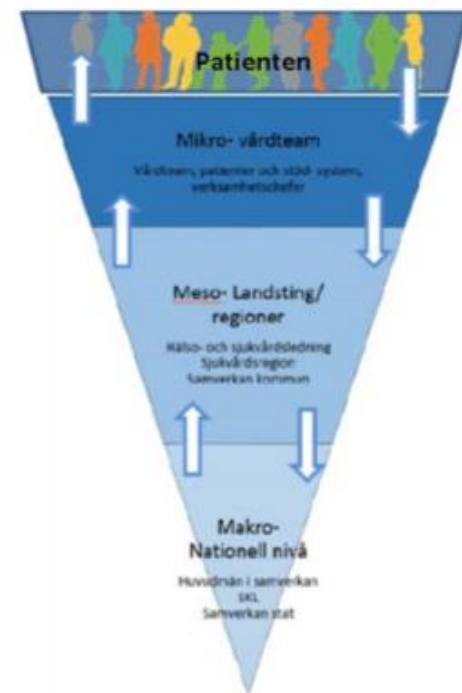 Patienten
Mikro- vårdteam
Vårdteam, patienter och stöd- system,
verksamhetschefer
Meso- Landsting/
regioner
Hälso- och sjukvårdsledning
Sjukvårdsregion
Samverkan kommun
Makro-
Nationell nivå
Huvudmän i samverkan
SKL
Samverkan stat